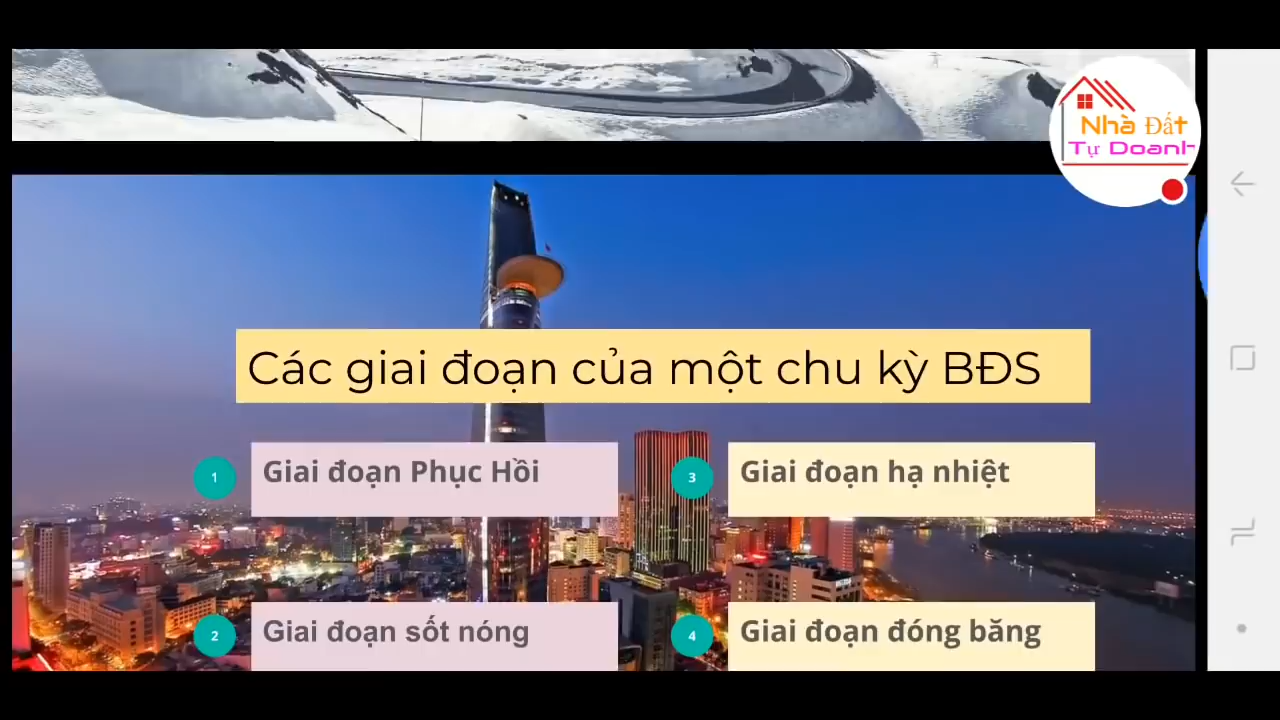 Nhà Đất
Tự Doanh
Các giai đoạn của một chu kỳ BĐS
1 Giai đoạn Phục Hồi
3 Giai đoạn hạ nhiệt
2 Giai đoạn sốt nóng
4 Giai đoạn đóng băng